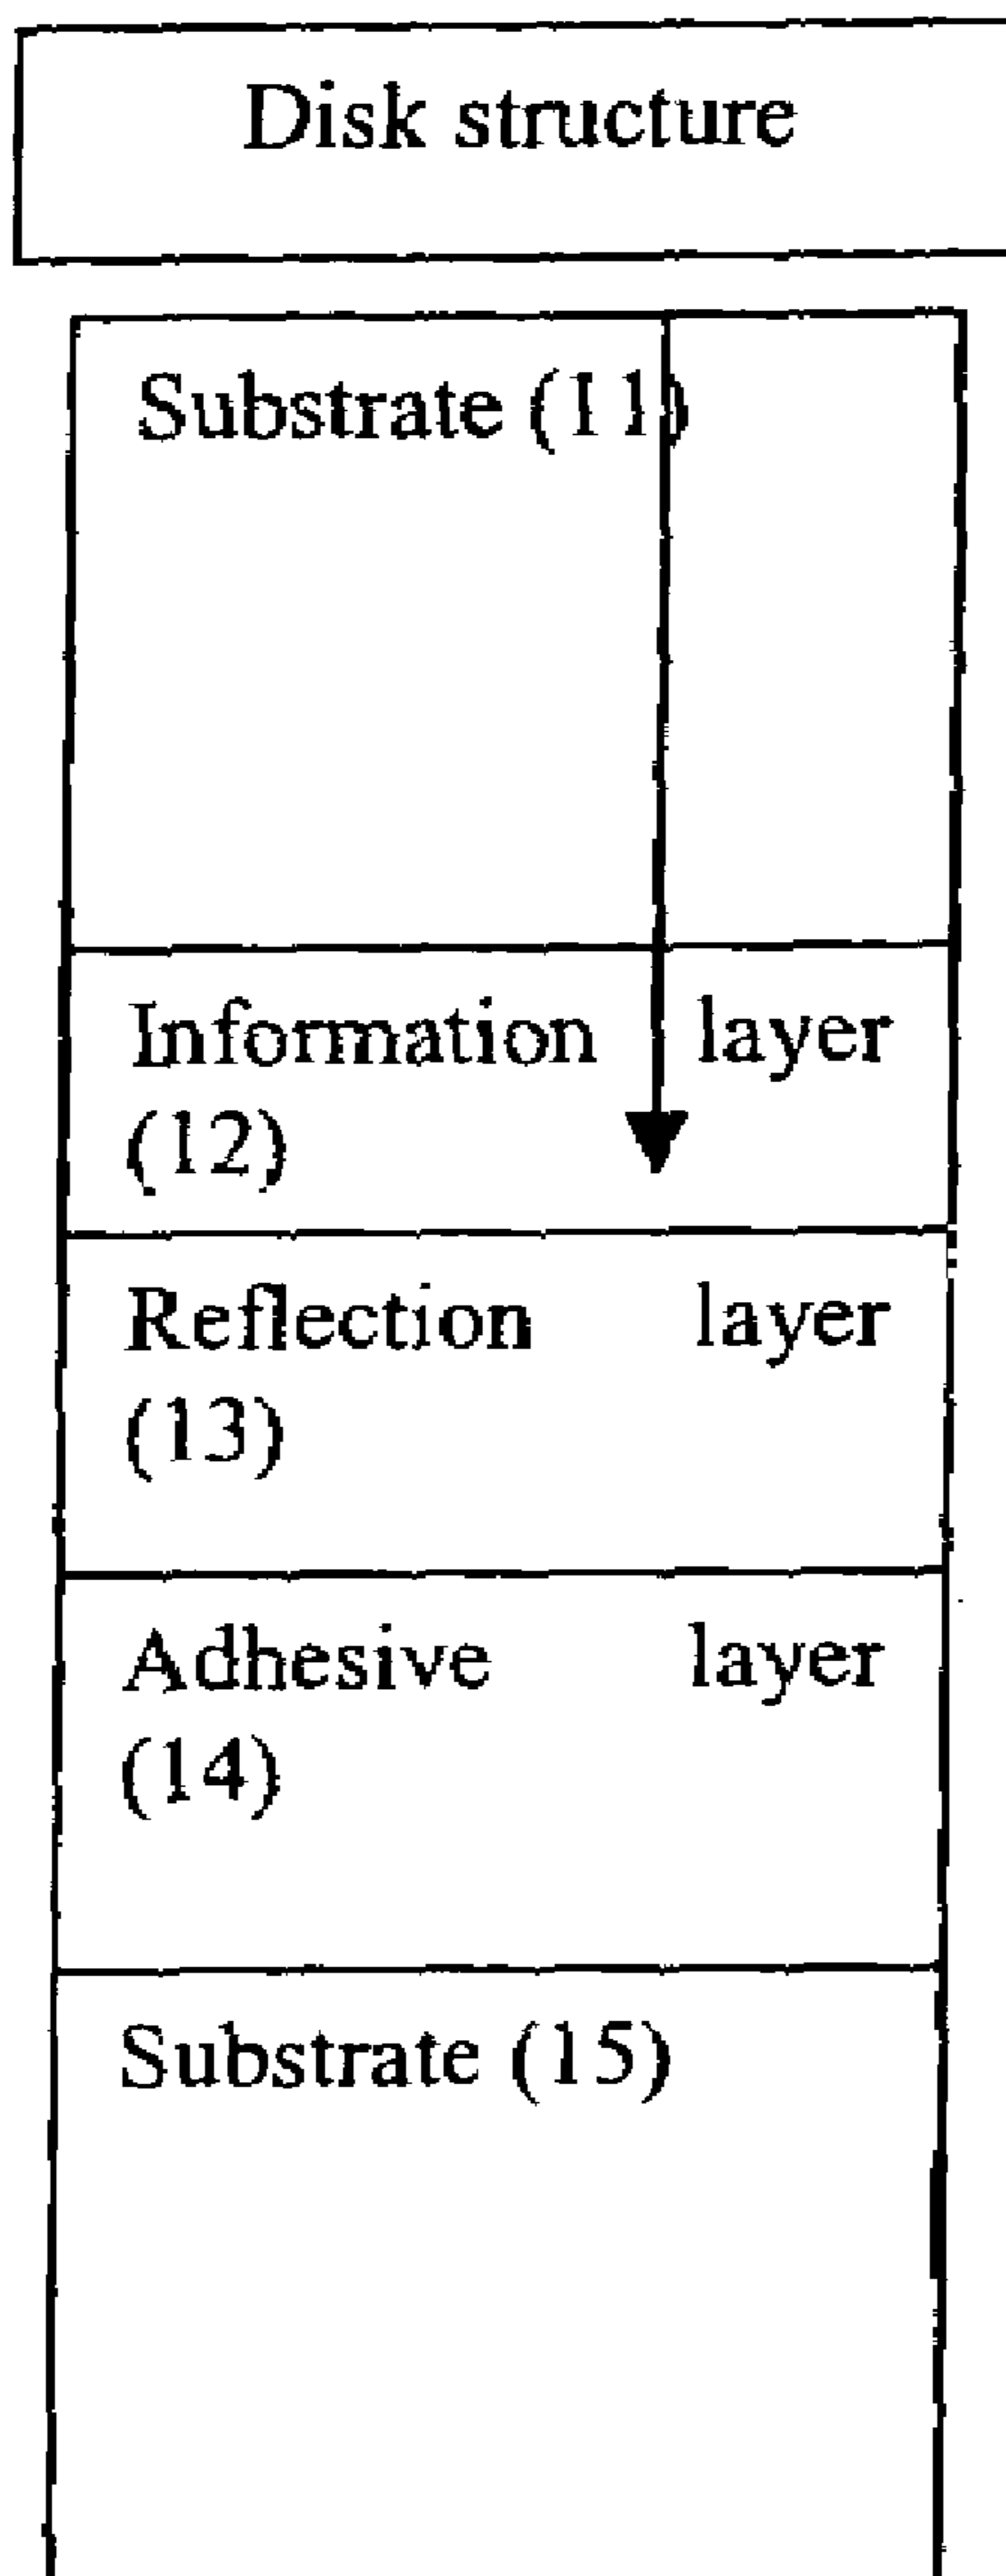 Disk structure
Substrate (11)
Information layer
(12)
Reflection layer
(13)
Adhesive layer
(14)
Substrate (15)